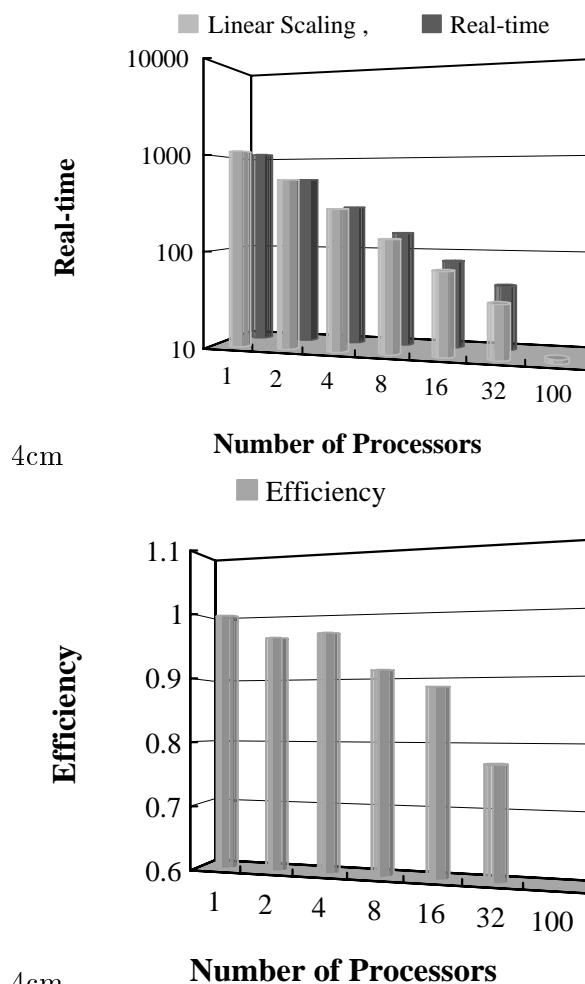 Linear Scaling , Real-time
10000
1000
100
10
Real-time
1 2 4 8 16 32 100
Number of Processors
4cm
Efficiency
1.1
1
0.9
0.8
0.7
0.6
Efficiency
1 2 4 8 16 32 100
Number of Processors
4cm